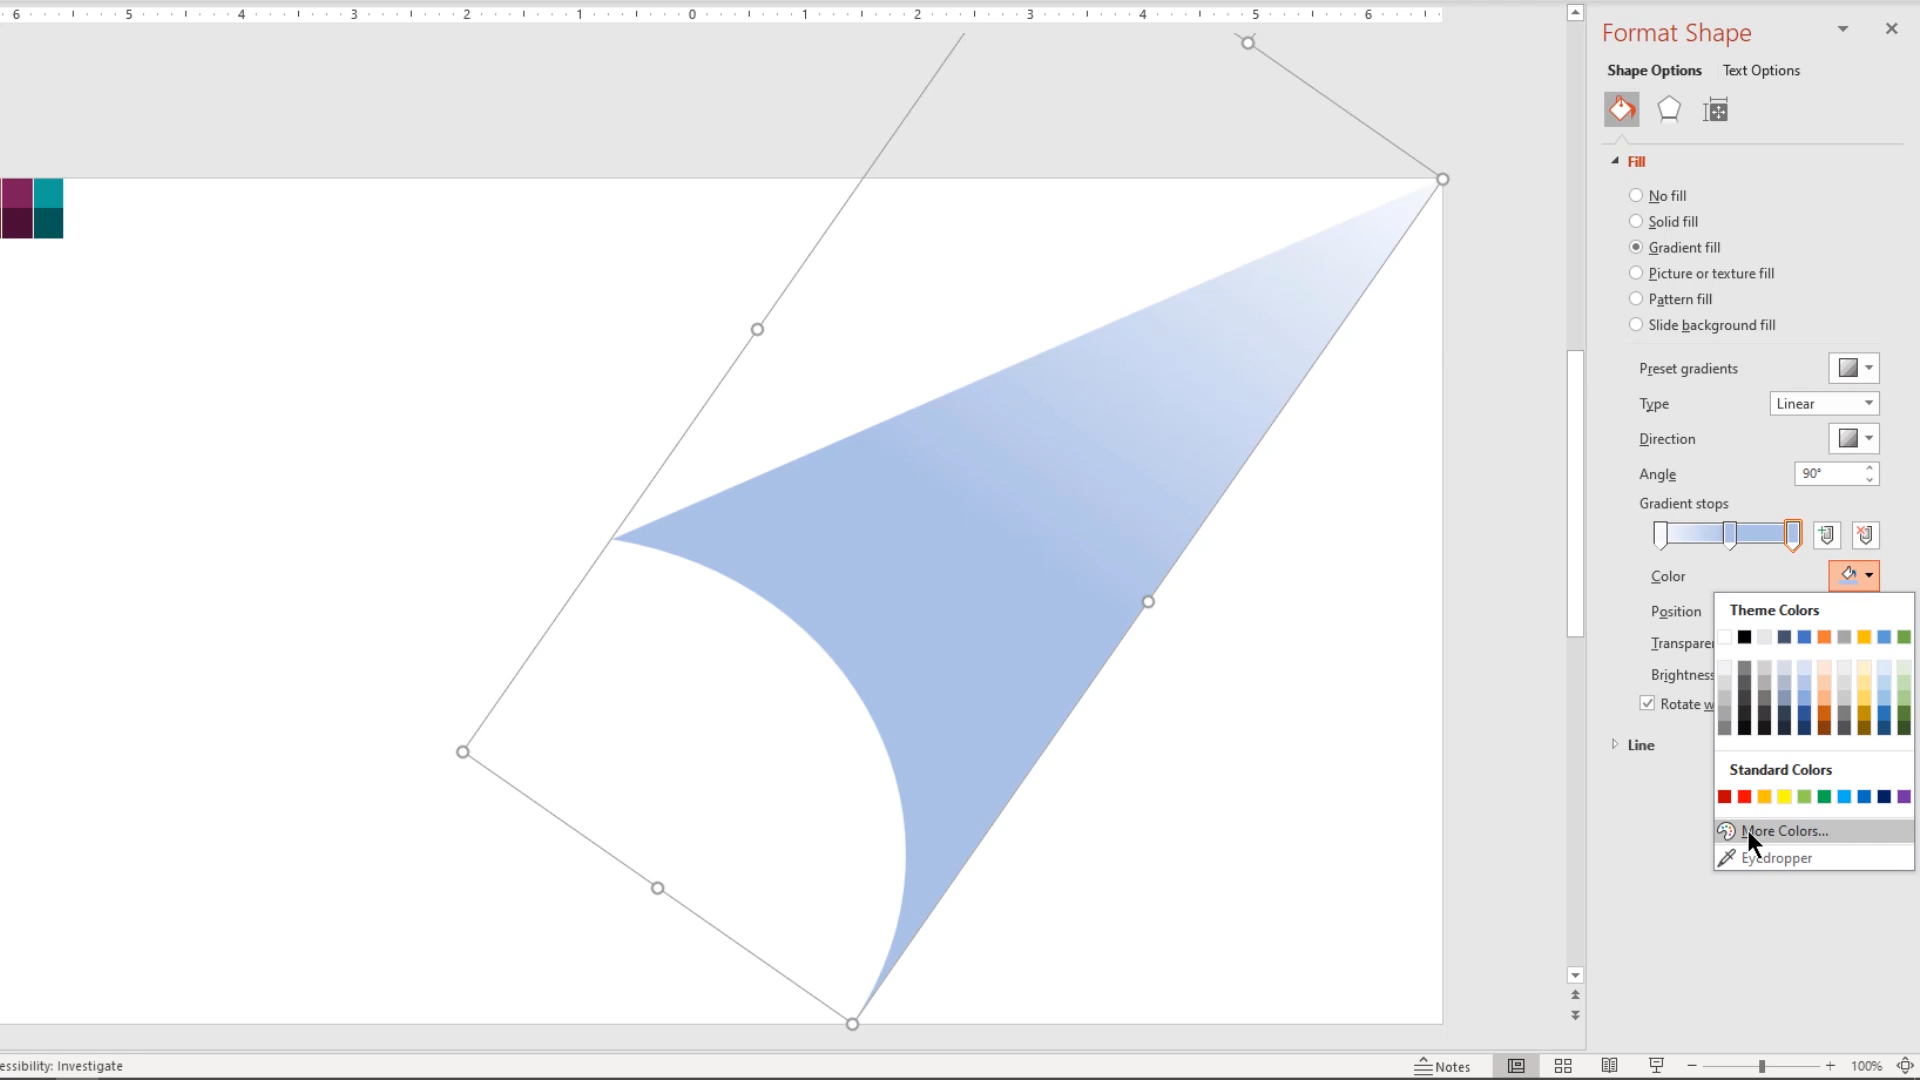 6 5 4 3 2 1 0 1 2 3 4 5 6
Format Shape
Shape Options Text Options
Fill
No fill
Solid fill
Gradient fill
Picture or texture fill
Pattern fill
Slide background fill
Preset gradients
Type Linear
Direction
Angle 90°
Gradient stops
Color
Position
Transparen
Brightness
Rotate w
Line
Theme Colors
Standard Colors
More Colors...
Eyedropper
essibility: Investigate
Notes
100%